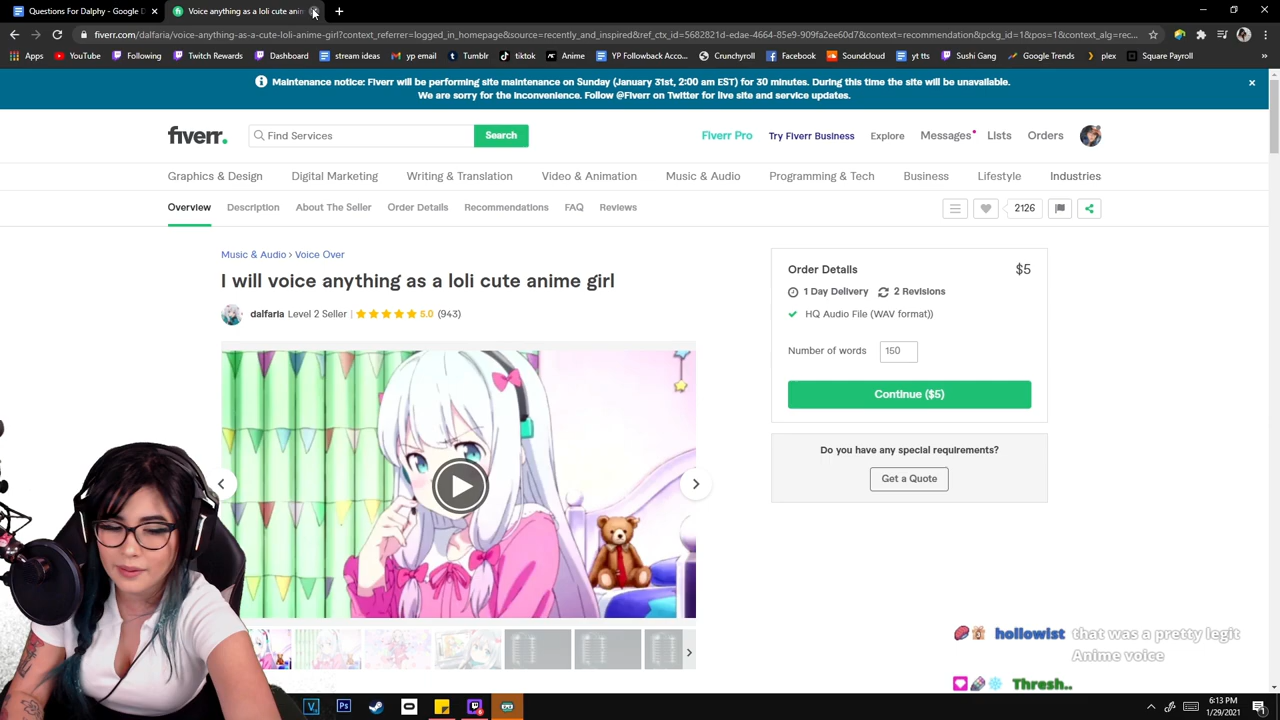 Questions For Dalphy - Google D
Voice anything as a loli cute anim
fiverr.com/dalfaria/voice-anything-as-a-cute-loli-anime-girl?context_referrer=logged_in_homepage&source=recently_and_inspired&ref_ctx_id=5682821d-edae-4664-85e9-909fa2ee60d7&context=recommendation&pckg_id=1&pos=1&context_alg=rec...
Apps
YouTube
Twitch Rewards
Dashboard
stream ideas
yp email
Tumblr
tiktok
Anime
YP Followback Acco...
Crunchyroll
Facebook
Soundcloud
yt tts
Sushi Gang
Google Trends
plex
Square Payroll
Maintenance notice: Fiverr will be performing site maintenance on Sunday (January 31st, 2:00 am EST) for 30 minutes. During this time the site will be unavailable.
We are sorry for the inconvenience. Follow @Fiverr on Twitter for live site and service updates.
fiverr.
Find Services
Search
Fiverr Pro
Try Fiverr Business
Explore
Messages
Lists
Orders
Graphics & Design
Digital Marketing
Writing & Translation
Video & Animation
Music & Audio
Programming & Tech
Business
Lifestyle
Industries
Overview
Description
About The Seller
Order Details
Recommendations
FAQ
Reviews
2126
Music & Audio › Voice Over
I will voice anything as a loli cute anime girl
dalfaria Level 2 Seller | 5.0 (943)
Order Details $5
1 Day Delivery 2 Revisions
HQ Audio File (WAV format))
Number of words 150
Continue ($5)
Do you have any special requirements?
Get a Quote
hollowist that was a pretty legit
Anime voice
Thresh..
6:13 PM
1/29/2021